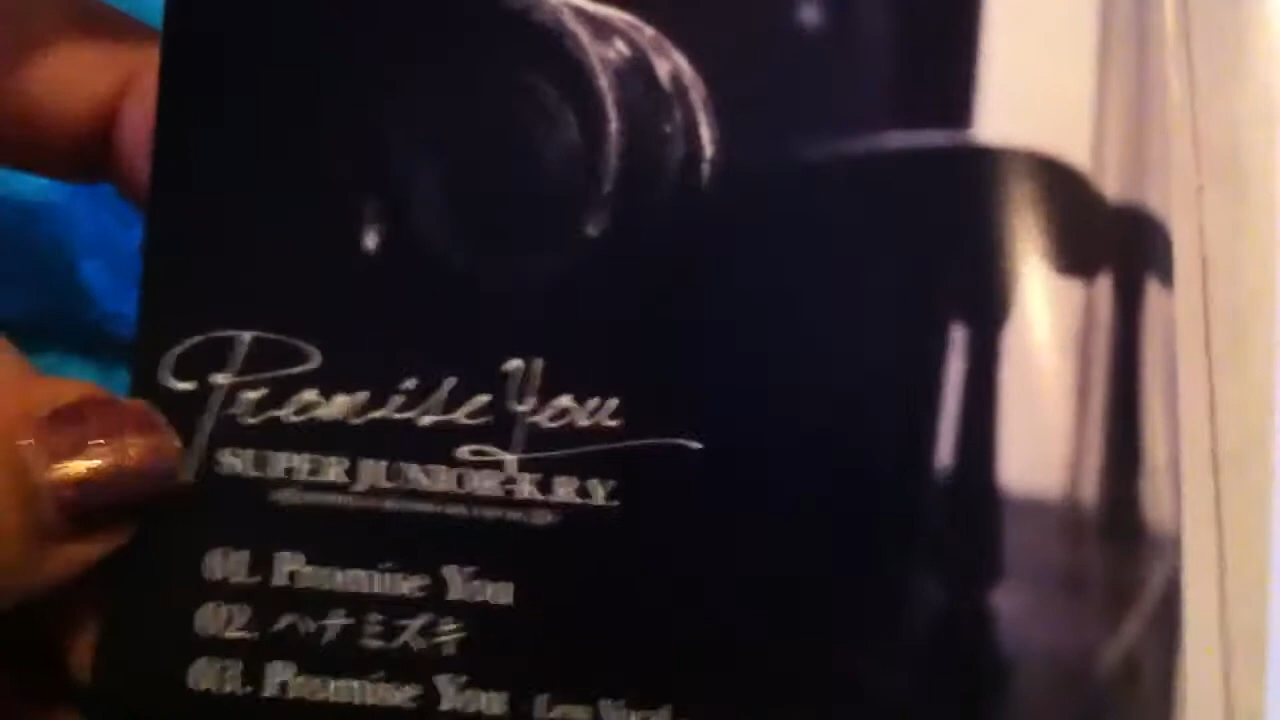 Promise You
SUPER JUNIOR-K.R.Y.
01. Promise You
02. ハナミズキ
03. Promise You